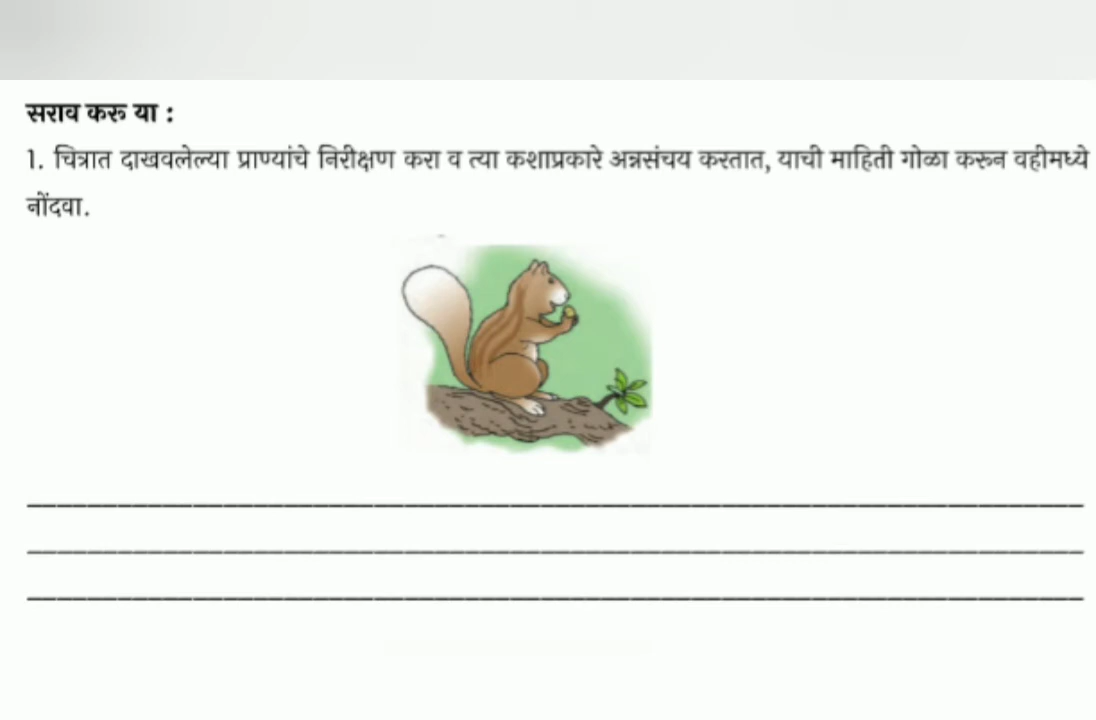 सराव करू या :
1. चित्रात दाखवलेल्या प्राण्यांचे निरीक्षण करा व त्या कशाप्रकारे अन्नसंचय करतात, याची माहिती गोळा करून वहीमध्ये
नोंदवा.